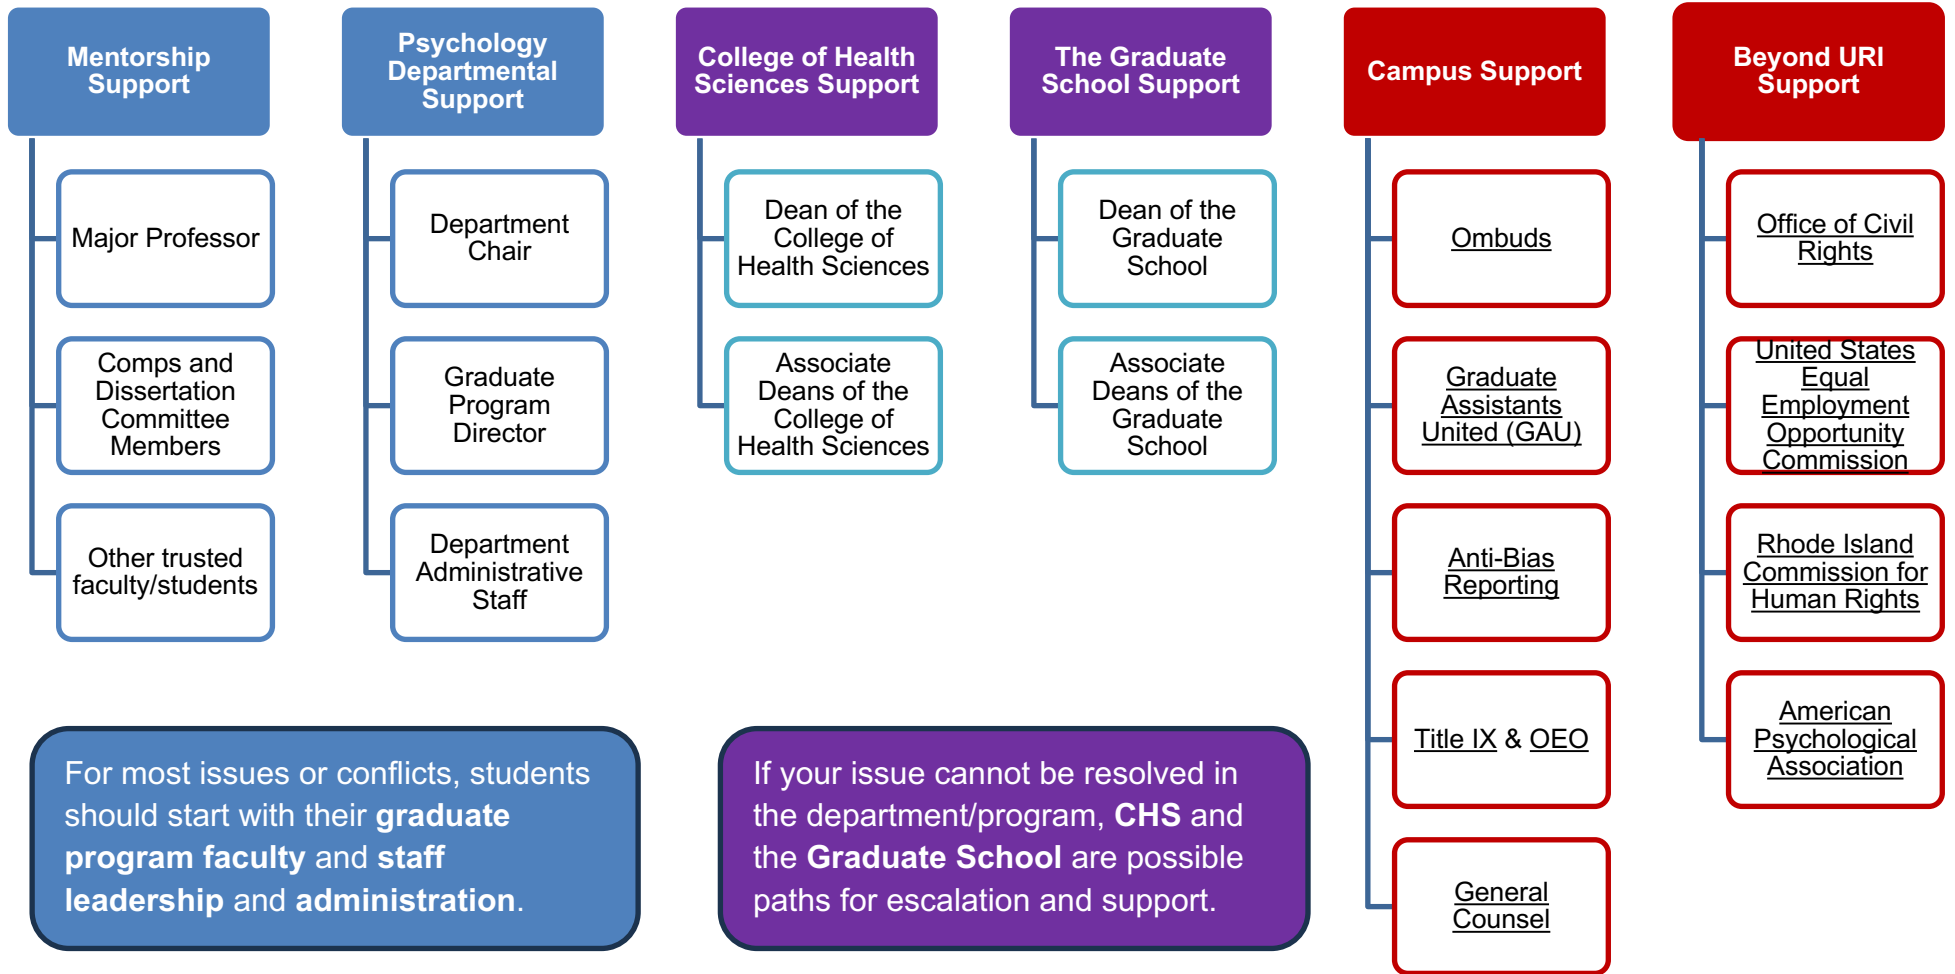 Mentorship
Support
Major Professor
Comps and
Dissertation
Committee
Members
Other trusted
faculty/students
Psychology
Departmental
Support
Department
Chair
Graduate
Program
Director
Department
Administrative
Staff
College of Health
Sciences Support
Dean of the
College of
Health Sciences
Associate
Deans of the
College of
Health Sciences
The Graduate
School Support
Dean of the
Graduate
School
Associate
Deans of the
Graduate
School
Campus Support
Ombuds
Graduate
Assistants
United (GAU)
Anti-Bias
Reporting
Title IX & OEO
General
Counsel
Beyond URI
Support
Office of Civil
Rights
United States
Equal
Employment
Opportunity
Commission
Rhode Island
Commission for
Human Rights
American
Psychological
Association
For most issues or conflicts, students
should start with their graduate
program faculty and staff
leadership and administration.
If your issue cannot be resolved in
the department/program, CHS and
the Graduate School are possible
paths for escalation and support.